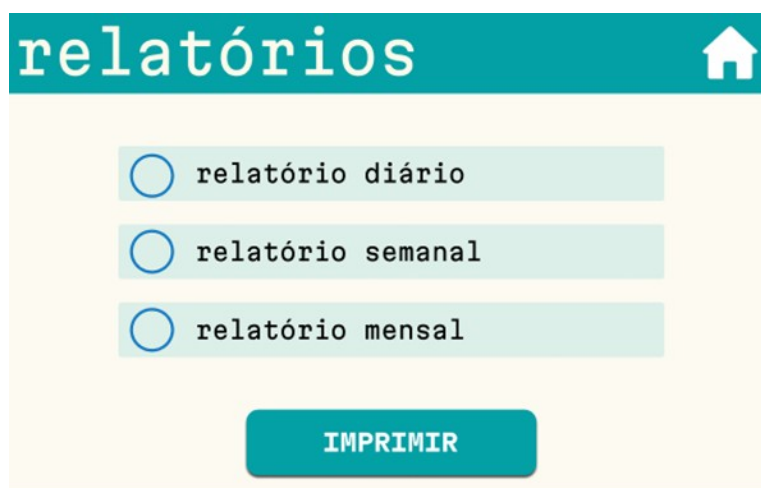 relatórios
relatório diário
relatório semanal
relatório mensal
IMPRIMIR